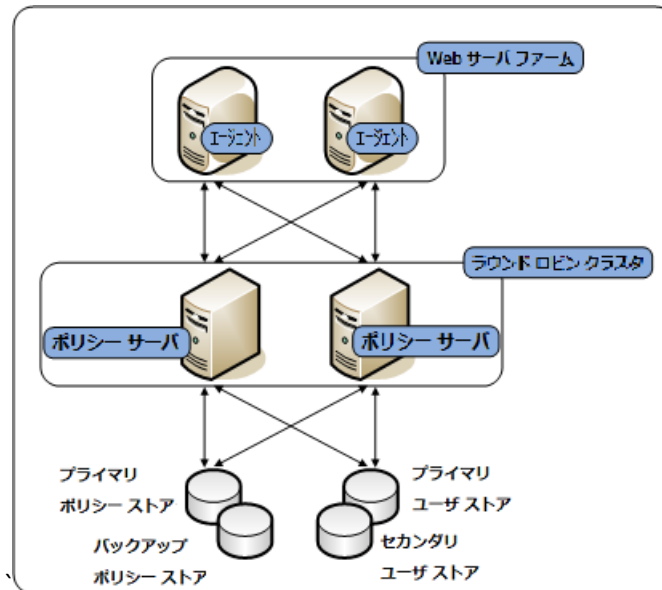 Web サーバ ファーム
エージェント
エージェント
ラウンド ロビン クラスタ
ポリシー サーバ
ポリシー サーバ
プライマリ
ポリシー ストア
バックアップ
ポリシー ストア
プライマリ
ユーザ ストア
セカンダリ
ユーザ ストア
、